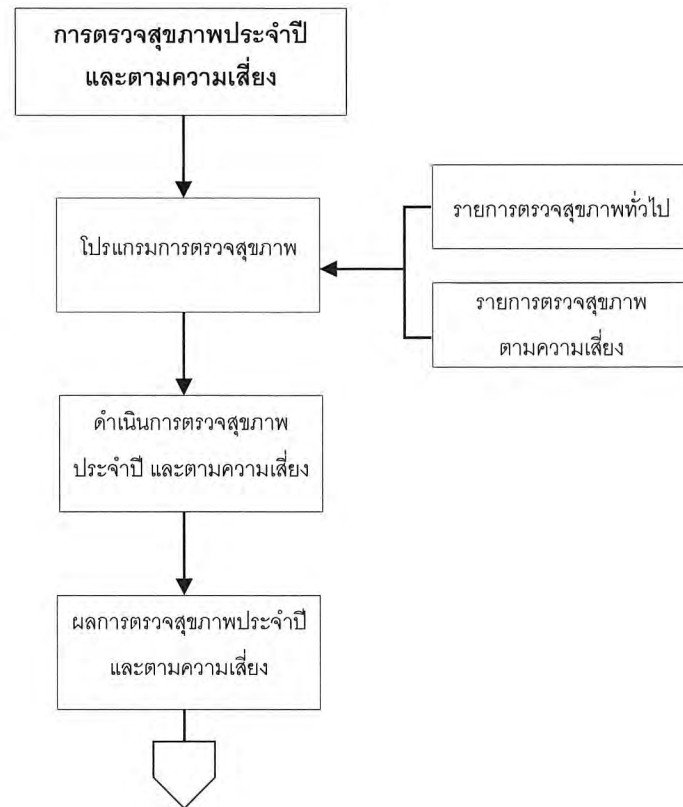 การตรวจสุขภาพประจำปี
และตามความเสี่ยง
โปรแกรมการตรวจสุขภาพ
รายการตรวจสุขภาพทั่วไป
รายการตรวจสุขภาพ
ตามความเสี่ยง
ดำเนินการตรวจสุขภาพ
ประจำปี และตามความเสี่ยง
ผลการตรวจสุขภาพประจำปี
และตามความเสี่ยง